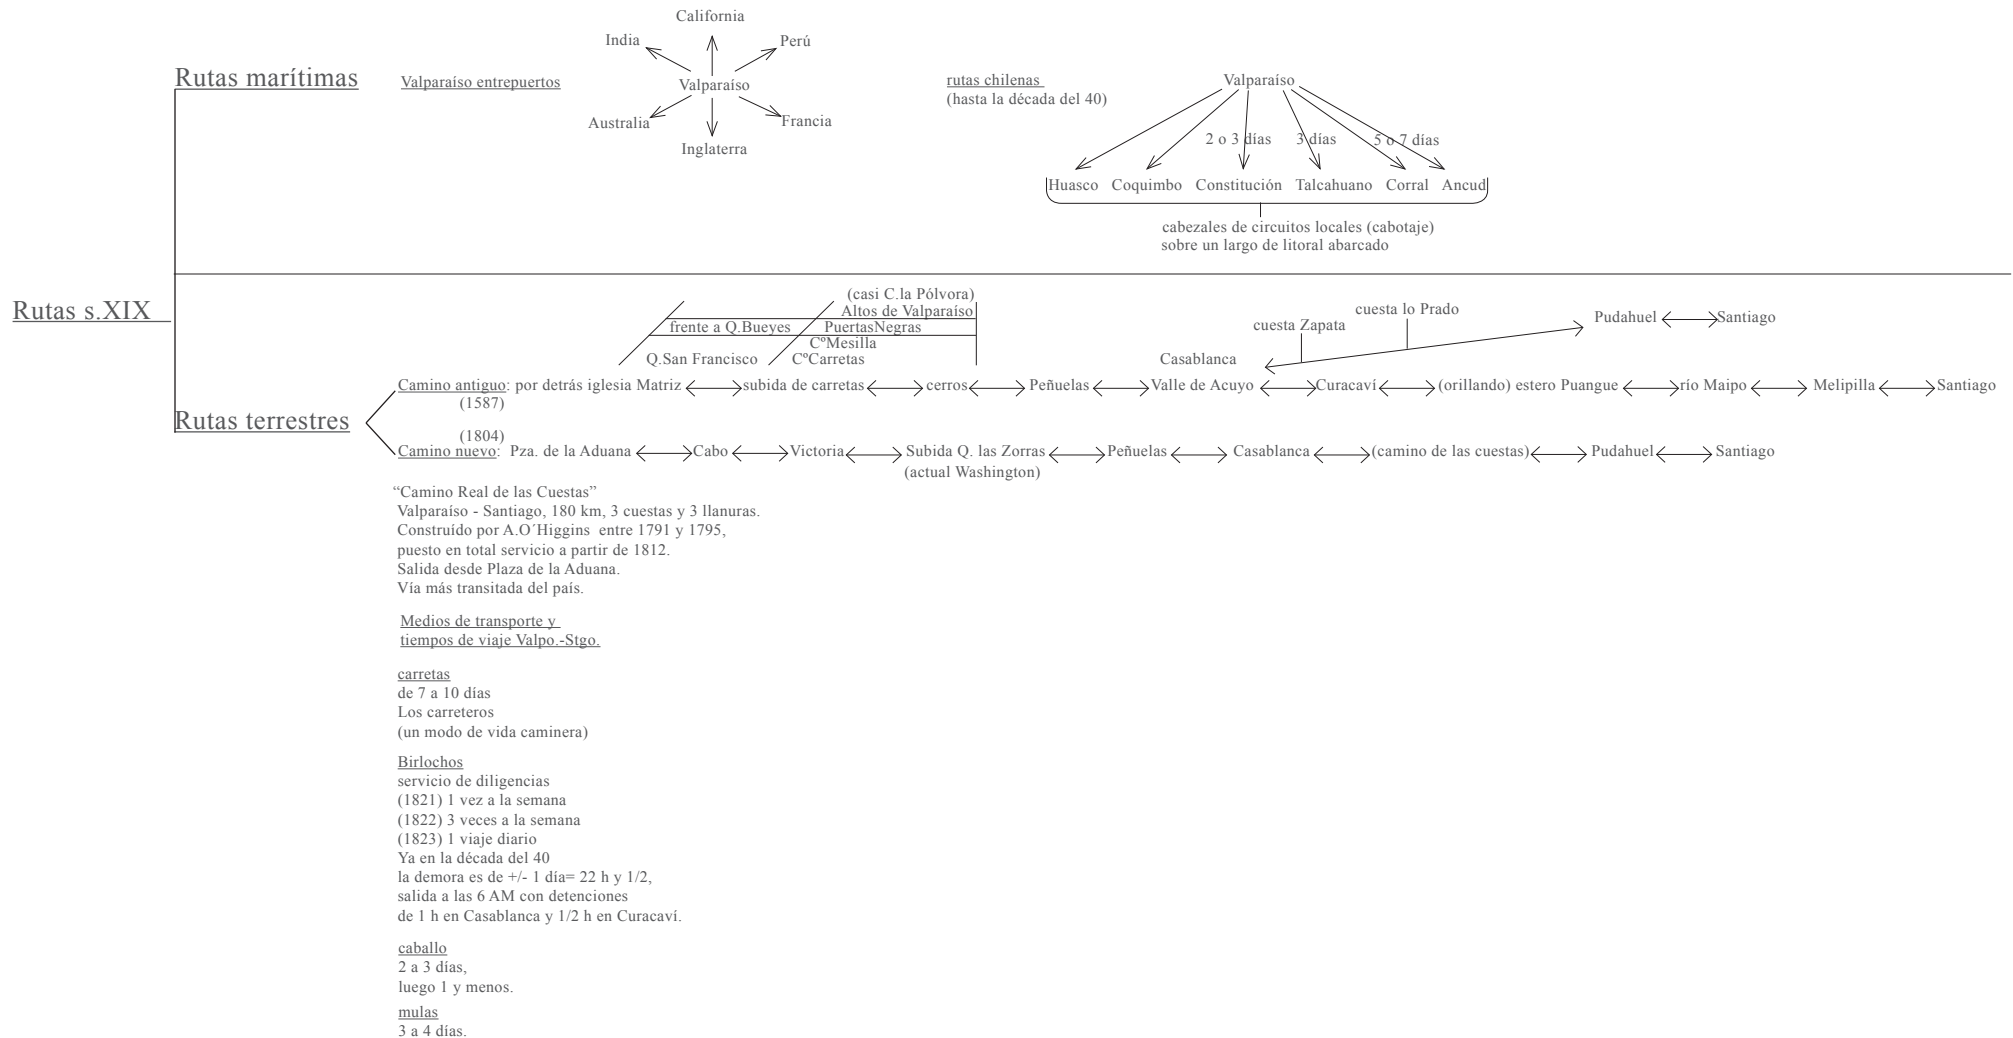 Rutas s.XIX
Rutas marítimas
Valparaíso entrepuertos
California
India
Perú
Valparaíso
Australia
Francia
Inglaterra
rutas chilenas
(hasta la década del 40)
Valparaíso
2 o 3 días
3 días
5 o 7 días
Huasco
Coquimbo
Constitución
Talcahuano
Corral
Ancud
cabezales de circuitos locales (cabotaje)
sobre un largo de litoral abarcado
Rutas terrestres
(casi C.la Pólvora)
Altos de Valparaíso
frente a Q.Bueyes
PuertasNegras
CºMesilla
Q.San Francisco
CºCarretas
cuesta lo Prado
cuesta Zapata
Pudahuel
Santiago
Casablanca
Camino antiguo: por detrás iglesia Matriz
subida de carretas
cerros
Peñuelas
Valle de Acuyo
Curacaví
(orillando) estero Puangue
río Maipo
Melipilla
Santiago
(1587)
(1804)
Camino nuevo: Pza. de la Aduana
Cabo
Victoria
Subida Q. las Zorras
(actual Washington)
Peñuelas
Casablanca
(camino de las cuestas)
Pudahuel
Santiago
“Camino Real de las Cuestas”
Valparaíso - Santiago, 180 km, 3 cuestas y 3 llanuras.
Construído por A.O´Higgins entre 1791 y 1795,
puesto en total servicio a partir de 1812.
Salida desde Plaza de la Aduana.
Vía más transitada del país.
Medios de transporte y
tiempos de viaje Valpo.-Stgo.
carretas
de 7 a 10 días
Los carreteros
(un modo de vida caminera)
Birlochos
servicio de diligencias
(1821) 1 vez a la semana
(1822) 3 veces a la semana
(1823) 1 viaje diario
Ya en la década del 40
la demora es de +/- 1 día= 22 h y 1/2,
salida a las 6 AM con detenciones
de 1 h en Casablanca y 1/2 h en Curacaví.
caballo
2 a 3 días,
luego 1 y menos.
mulas
3 a 4 días.